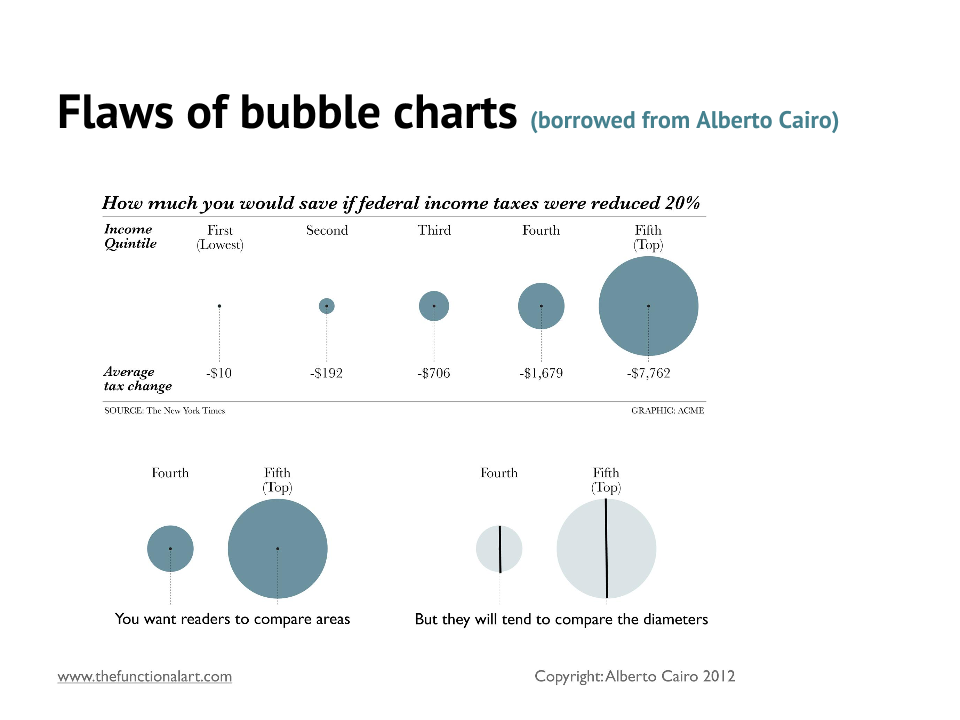 Flaws of bubble charts (borrowed from Alberto Cairo)
How much you would save if federal income taxes were reduced 20%
Income Quintile
First (Lowest)
Second
Third
Fourth
Fifth (Top)
Average tax change
-$10
-$192
-$706
-$1,679
-$7,762
SOURCE: The New York Times
GRAPHIC: ACME
Fourth
Fifth (Top)
You want readers to compare areas
Fourth
Fifth (Top)
But they will tend to compare the diameters
www.thefunctionalart.com
Copyright: Alberto Cairo 2012